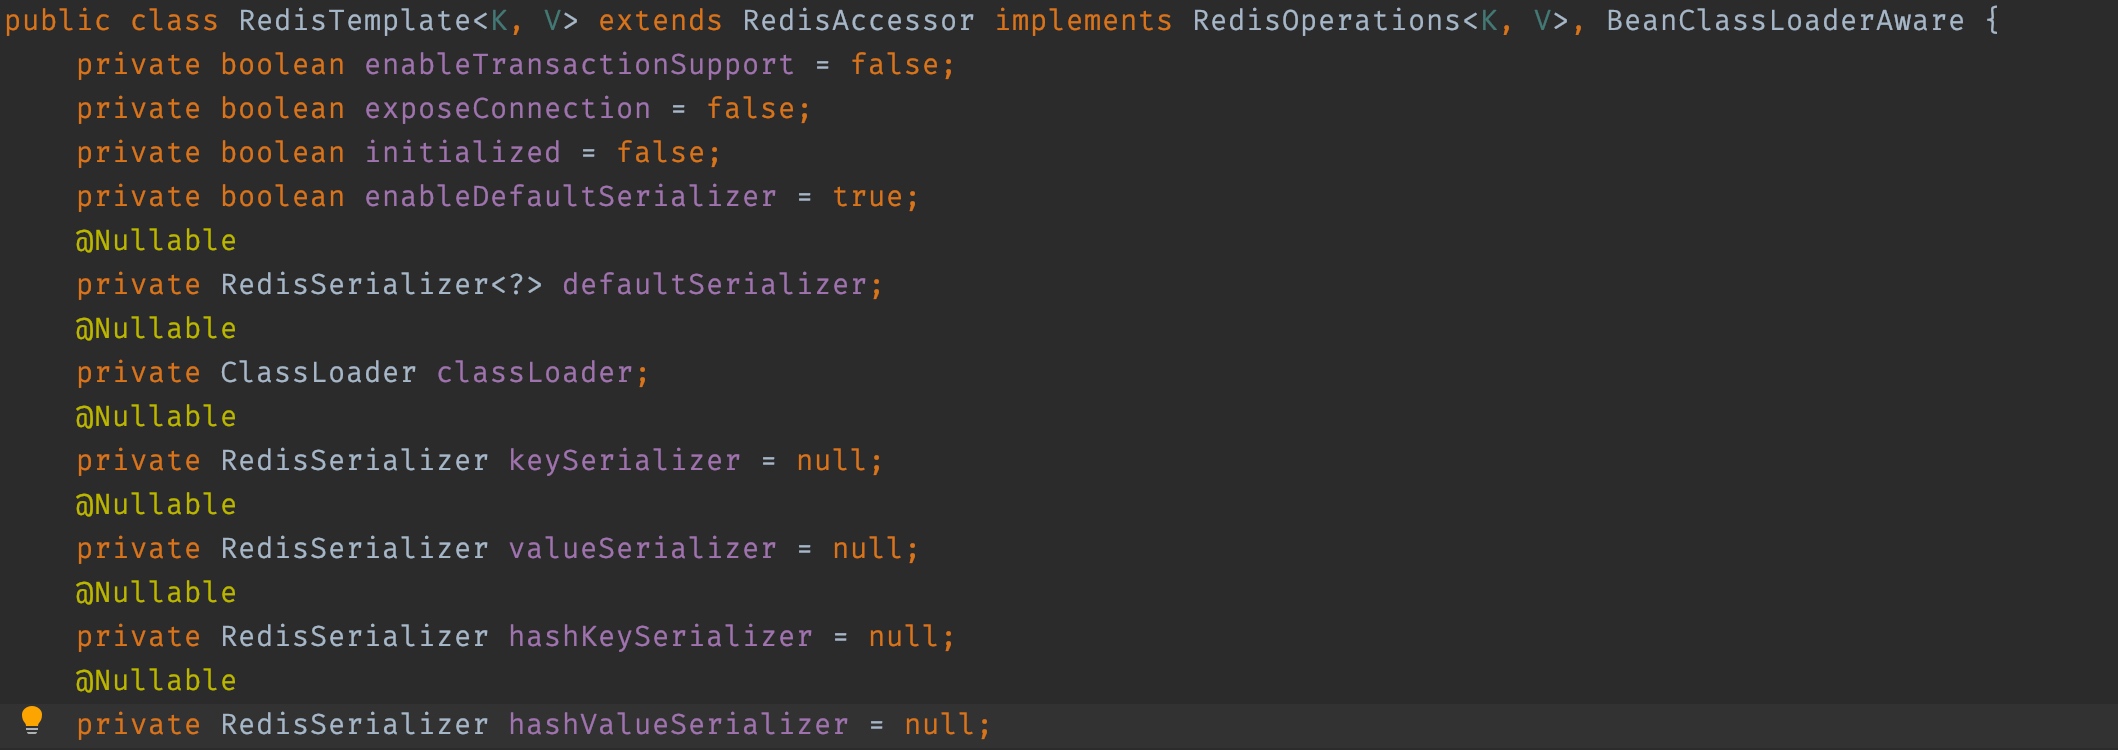 public class RedisTemplate<K, V> extends RedisAccessor implements RedisOperations<K, V>, BeanClassLoaderAware {
    private boolean enableTransactionSupport = false;
    private boolean exposeConnection = false;
    private boolean initialized = false;
    private boolean enableDefaultSerializer = true;
    @Nullable
    private RedisSerializer<?> defaultSerializer;
    @Nullable
    private ClassLoader classLoader;
    @Nullable
    private RedisSerializer keySerializer = null;
    @Nullable
    private RedisSerializer valueSerializer = null;
    @Nullable
    private RedisSerializer hashKeySerializer = null;
    @Nullable
    private RedisSerializer hashValueSerializer = null;